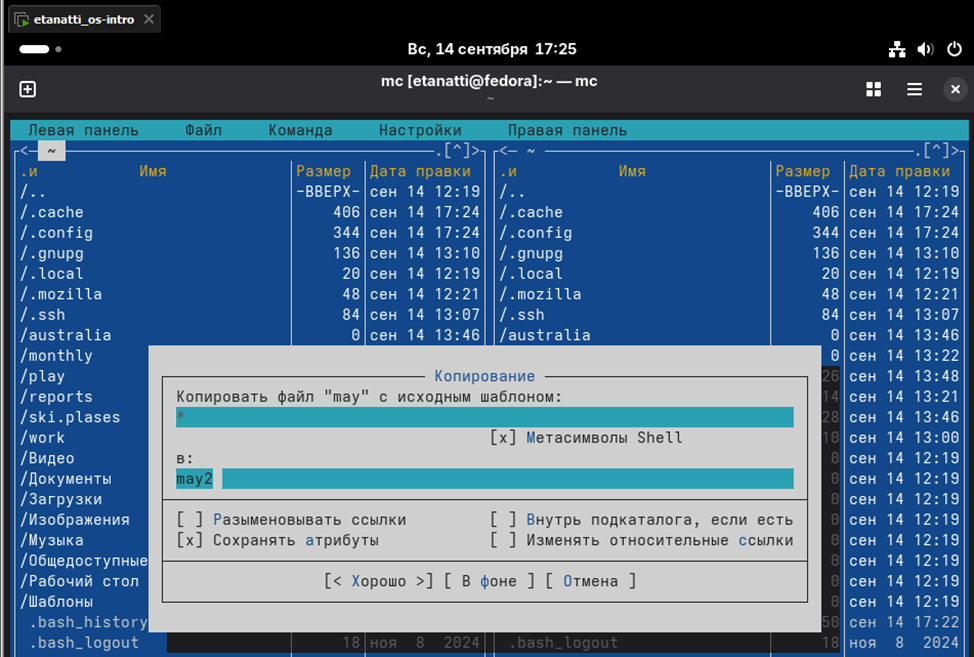 etanatti_os-intro
Вс, 14 сентября 17:25
mc [etanatti@fedora]:~ — mc
~
Левая панель Файл Команда Настройки Правая панель
<─ ~ ─.[^]>
<─ ~ ─.[^]>
.и Имя Размер Дата правки .и Имя Размер Дата правки
/.. -ВВЕРХ- сен 14 12:19 /.. -ВВЕРХ- сен 14 12:19
/.cache 406 сен 14 17:24 /.cache 406 сен 14 17:24
/.config 344 сен 14 17:24 /.config 344 сен 14 17:24
/.gnupg 136 сен 14 13:10 /.gnupg 136 сен 14 13:10
/.local 20 сен 14 12:19 /.local 20 сен 14 12:19
/.mozilla 48 сен 14 12:21 /.mozilla 48 сен 14 12:21
/.ssh 84 сен 14 13:07 /.ssh 84 сен 14 13:07
/australia 0 сен 14 13:46 /australia 0 сен 14 13:46
/monthly 0 сен 14 13:22
/play 26 сен 14 13:48
/reports 14 сен 14 13:21
/ski.plases 28 сен 14 13:46
/work 10 сен 14 13:00
/Видео 0 сен 14 12:19
/Документы 0 сен 14 12:19
/Загрузки 0 сен 14 12:19
/Изображения 0 сен 14 12:19
/Музыка 0 сен 14 12:19
/Общедоступные 0 сен 14 12:19
/Рабочий стол 0 сен 14 12:19
/Шаблоны 0 сен 14 12:19
.bash_history 50 сен 14 17:22
.bash_logout 18 ноя 8 2024 .bash_logout 18 ноя 8 2024
Копирование
Копировать файл "may" с исходным шаблоном:
*
[x] Метасимволы Shell
в:
may2
[ ] Разыменовывать ссылки [ ] Внутрь подкаталога, если есть
[x] Сохранять атрибуты [ ] Изменять относительные ссылки
[< Хорошо >] [ В фоне ] [ Отмена ]